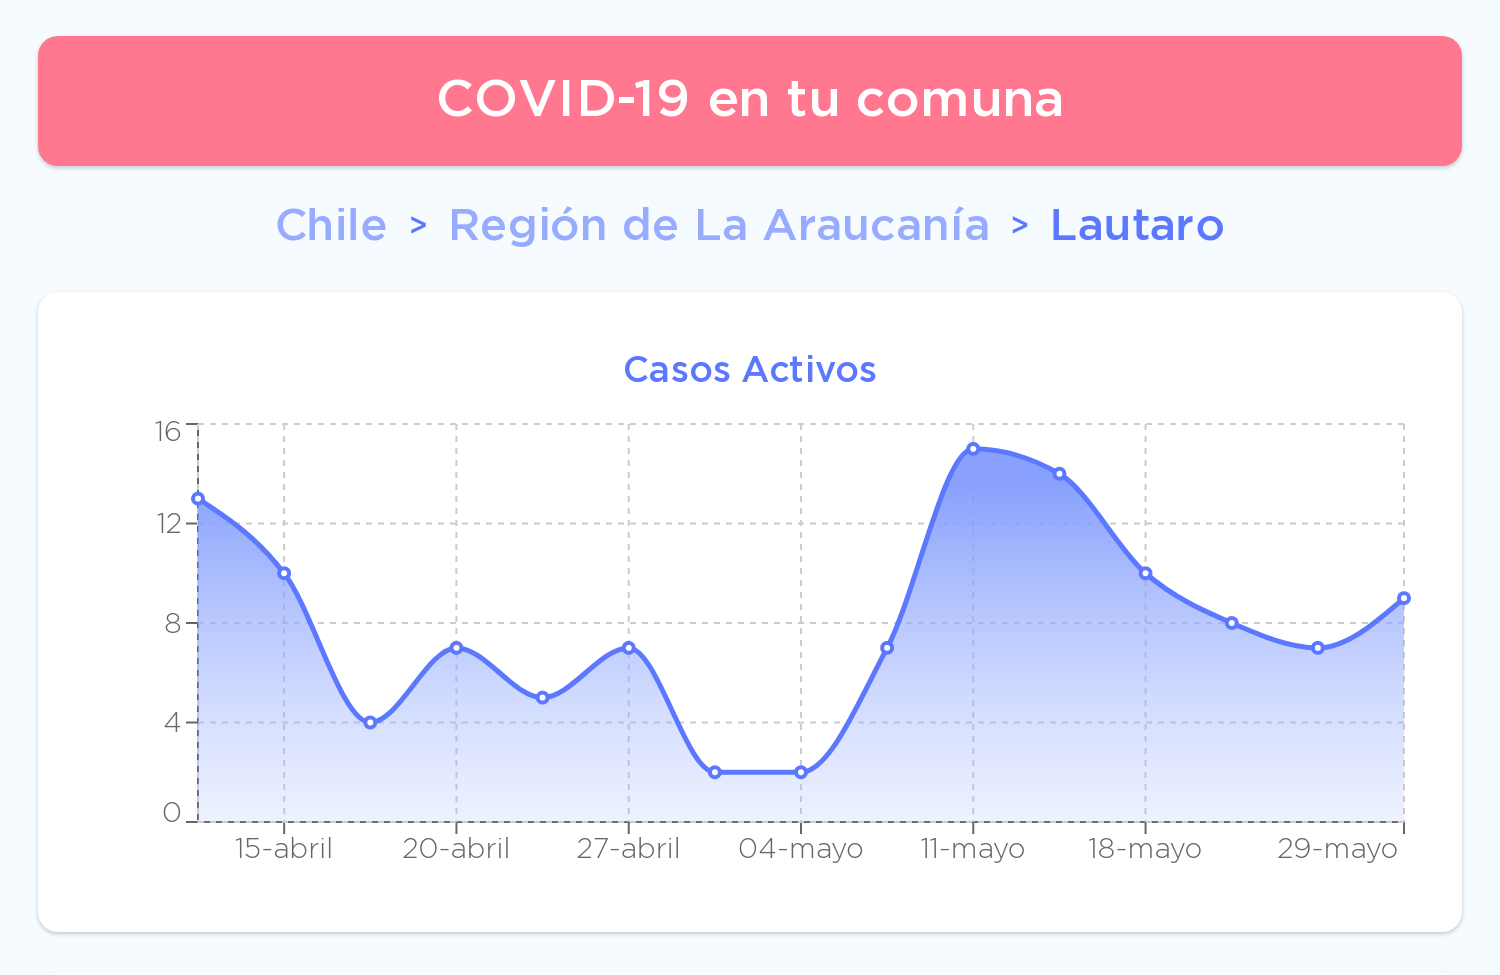 COVID-19 en tu comuna
Chile > Región de La Araucanía > Lautaro
Casos Activos
16
12
8
4
0
15-abril 20-abril 27-abril 04-mayo 11-mayo 18-mayo 29-mayo